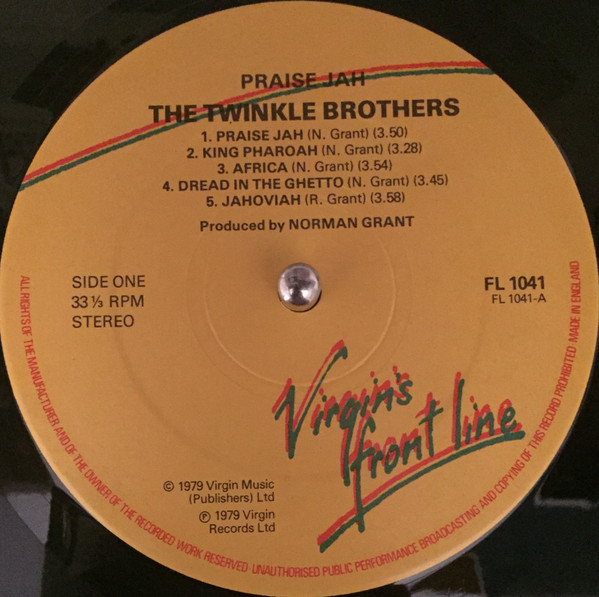 PRAISE JAH
THE TWINKLE BROTHERS
1. PRAISE JAH (N. Grant) (3.50)
2. KING PHAROAH (N. Grant) (3.28)
3. AFRICA (N. Grant) (3.54)
4. DREAD IN THE GHETTO (N. Grant) (3.45)
5. JAHOVIAH (R. Grant) (3.58)
Produced by NORMAN GRANT
SIDE ONE
33⅓ RPM
STEREO
FL 1041
FL 1041-A
Virgin's
front line
© 1979 Virgin Music
(Publishers) Ltd
℗ 1979 Virgin
Records Ltd
ALL RIGHTS OF THE MANUFACTURER AND OF THE OWNER OF THE RECORDED WORK RESERVED·UNAUTHORISED PUBLIC PERFORMANCE BROADCASTING AND COPYING OF THIS RECORD PROHIBITED MADE IN ENGLAND